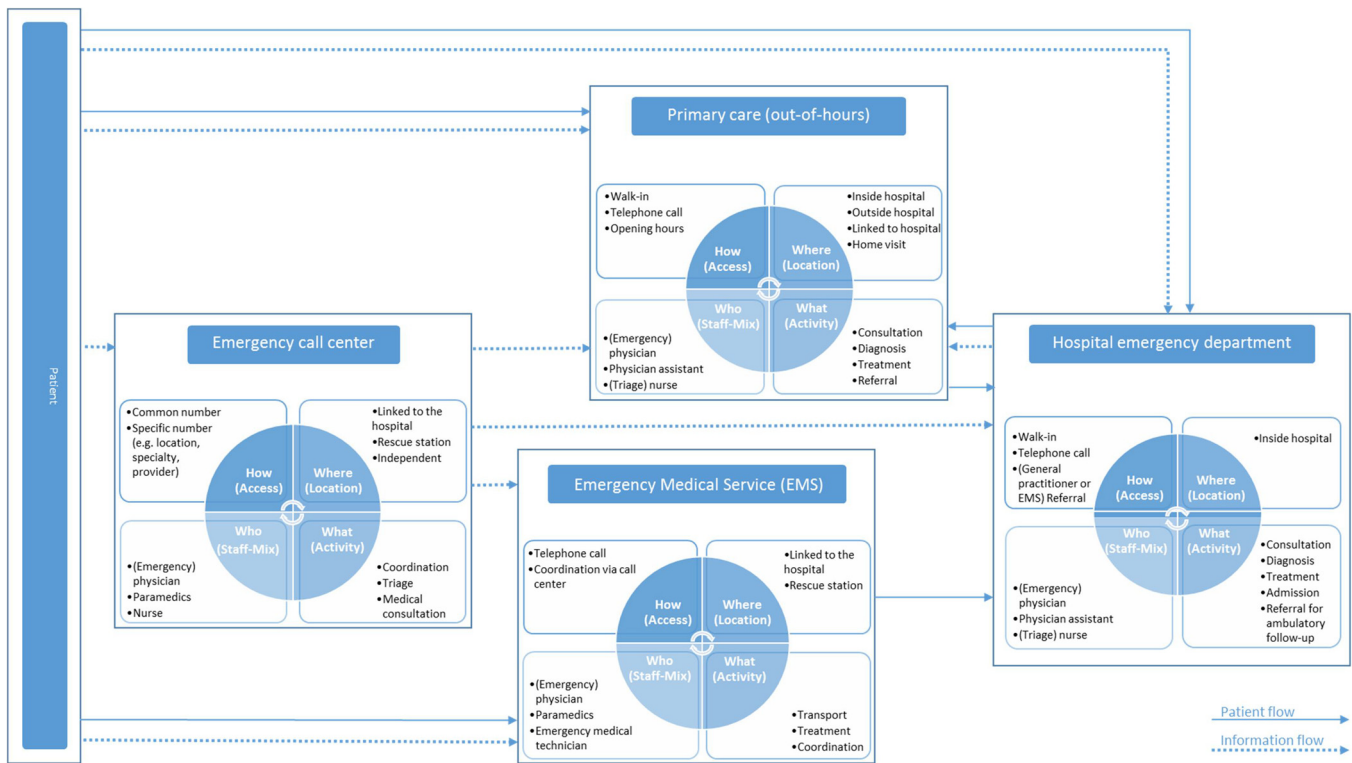 Patient
Primary care (out-of-hours)
•Walk-in
•Telephone call
•Opening hours
•Inside hospital
•Outside hospital
•Linked to hospital
•Home visit
How
(Access)
Where
(Location)
Who
(Staff-Mix)
What
(Activity)
•(Emergency)
physician
•Physician assistant
•(Triage) nurse
•Consultation
•Diagnosis
•Treatment
•Referral
Emergency call center
•Common number
•Specific number
(e.g. location,
specialty,
provider)
•Linked to the
hospital
•Rescue station
•Independent
How
(Access)
Where
(Location)
Who
(Staff-Mix)
What
(Activity)
•(Emergency)
physician
•Paramedics
•Nurse
•Coordination
•Triage
•Medical
consultation
Emergency Medical Service (EMS)
•Telephone call
•Coordination via call
center
•Linked to the
hospital
•Rescue station
How
(Access)
Where
(Location)
Who
(Staff-Mix)
What
(Activity)
•(Emergency)
physician
•Paramedics
•Emergency medical
technician
•Transport
•Treatment
•Coordination
Hospital emergency department
•Walk-in
•Telephone call
•(General
practitioner or
EMS) Referral
•Inside hospital
How
(Access)
Where
(Location)
Who
(Staff-Mix)
What
(Activity)
•(Emergency)
physician
•Physician assistant
•(Triage) nurse
•Consultation
•Diagnosis
•Treatment
•Admission
•Referral for
ambulatory
follow-up
Patient flow
Information flow